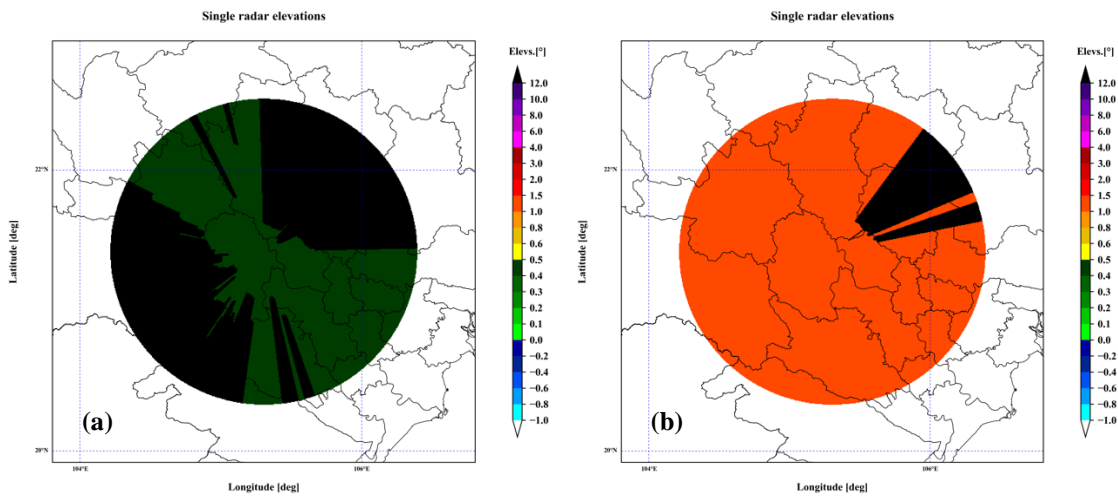 Single radar elevations
Elevs.[°]
12.0
10.0
8.0
6.0
4.0
3.0
2.0
1.5
1.0
0.9
0.6
0.5
0.4
0.3
0.2
0.1
0.0
−0.2
−0.4
−0.6
−0.8
−1.0
Latitude [deg]
22°N
20°N
104°E
106°E
Longitude [deg]
(a)
Single radar elevations
Elevs.[°]
12.0
10.0
8.0
6.0
4.0
3.0
2.0
1.5
1.0
0.9
0.6
0.5
0.4
0.3
0.2
0.1
0.0
−0.2
−0.4
−0.6
−0.8
−1.0
Latitude [deg]
22°N
20°N
104°E
106°E
Longitude [deg]
(b)